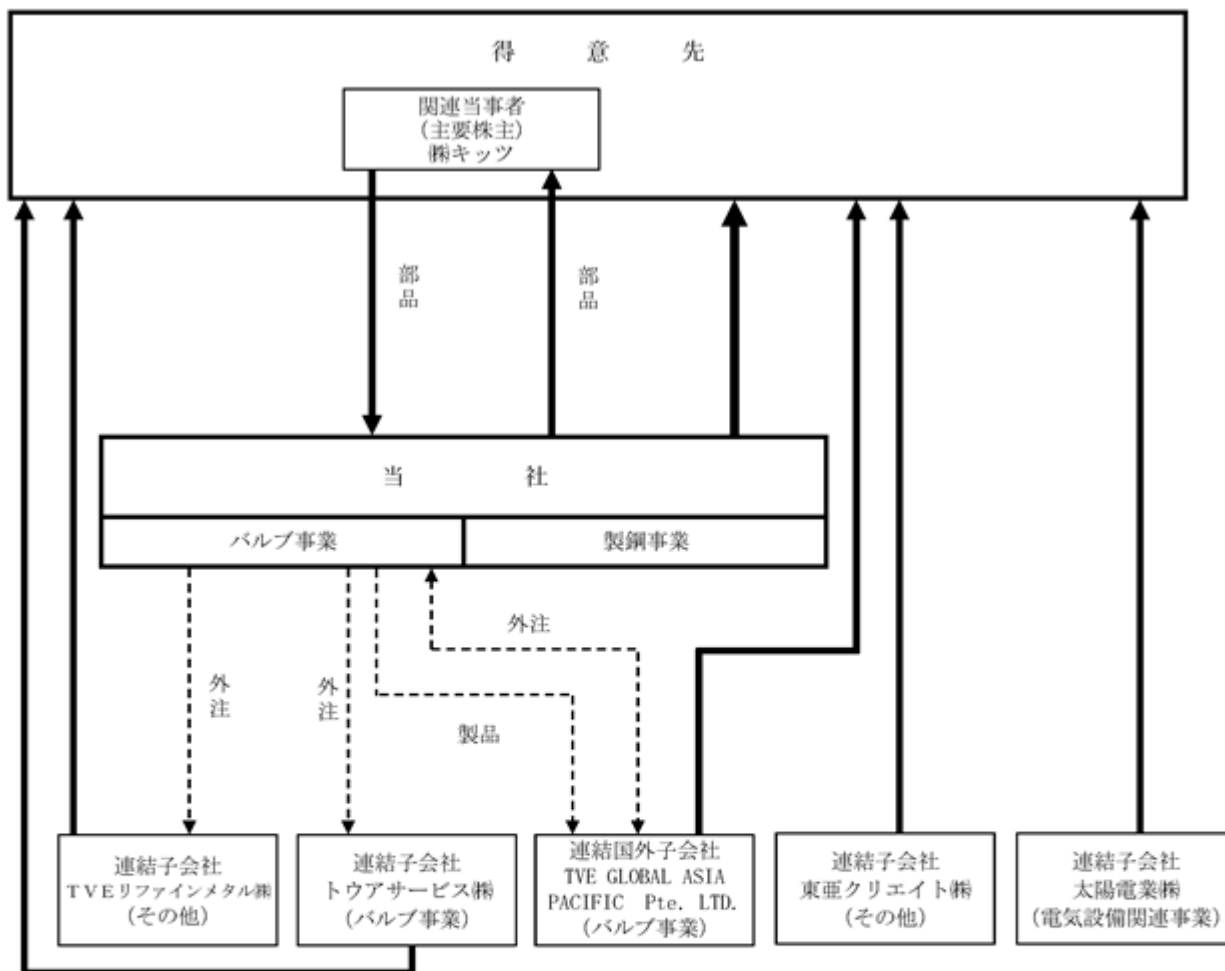 得 意 先
関連当事者
(主要株主)
㈱キッツ
部品
部品
当 社
バルブ事業
製鋼事業
外注
外注
外注
製品
連結子会社
TVEリファインメタル㈱
(その他)
連結子会社
トウアサービス㈱
(バルブ事業)
連結国外子会社
TVE GLOBAL ASIA
PACIFIC Pte. LTD.
(バルブ事業)
連結子会社
東亜クリエイト㈱
(その他)
連結子会社
太陽電業㈱
(電気設備関連事業)